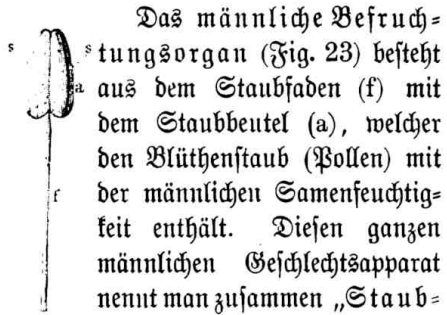 Das männliche Befruch=
tungsorgan (Fig. 23) besteht
aus dem Staubfaden (f) mit
dem Staubbeutel (a), welcher
den Blüthenstaub (Pollen) mit
der männlichen Samenfeuchtig=
keit enthält. Diesen ganzen
männlichen Geschlechtsapparat
nennt man zusammen „Staub=
s
s
a
f